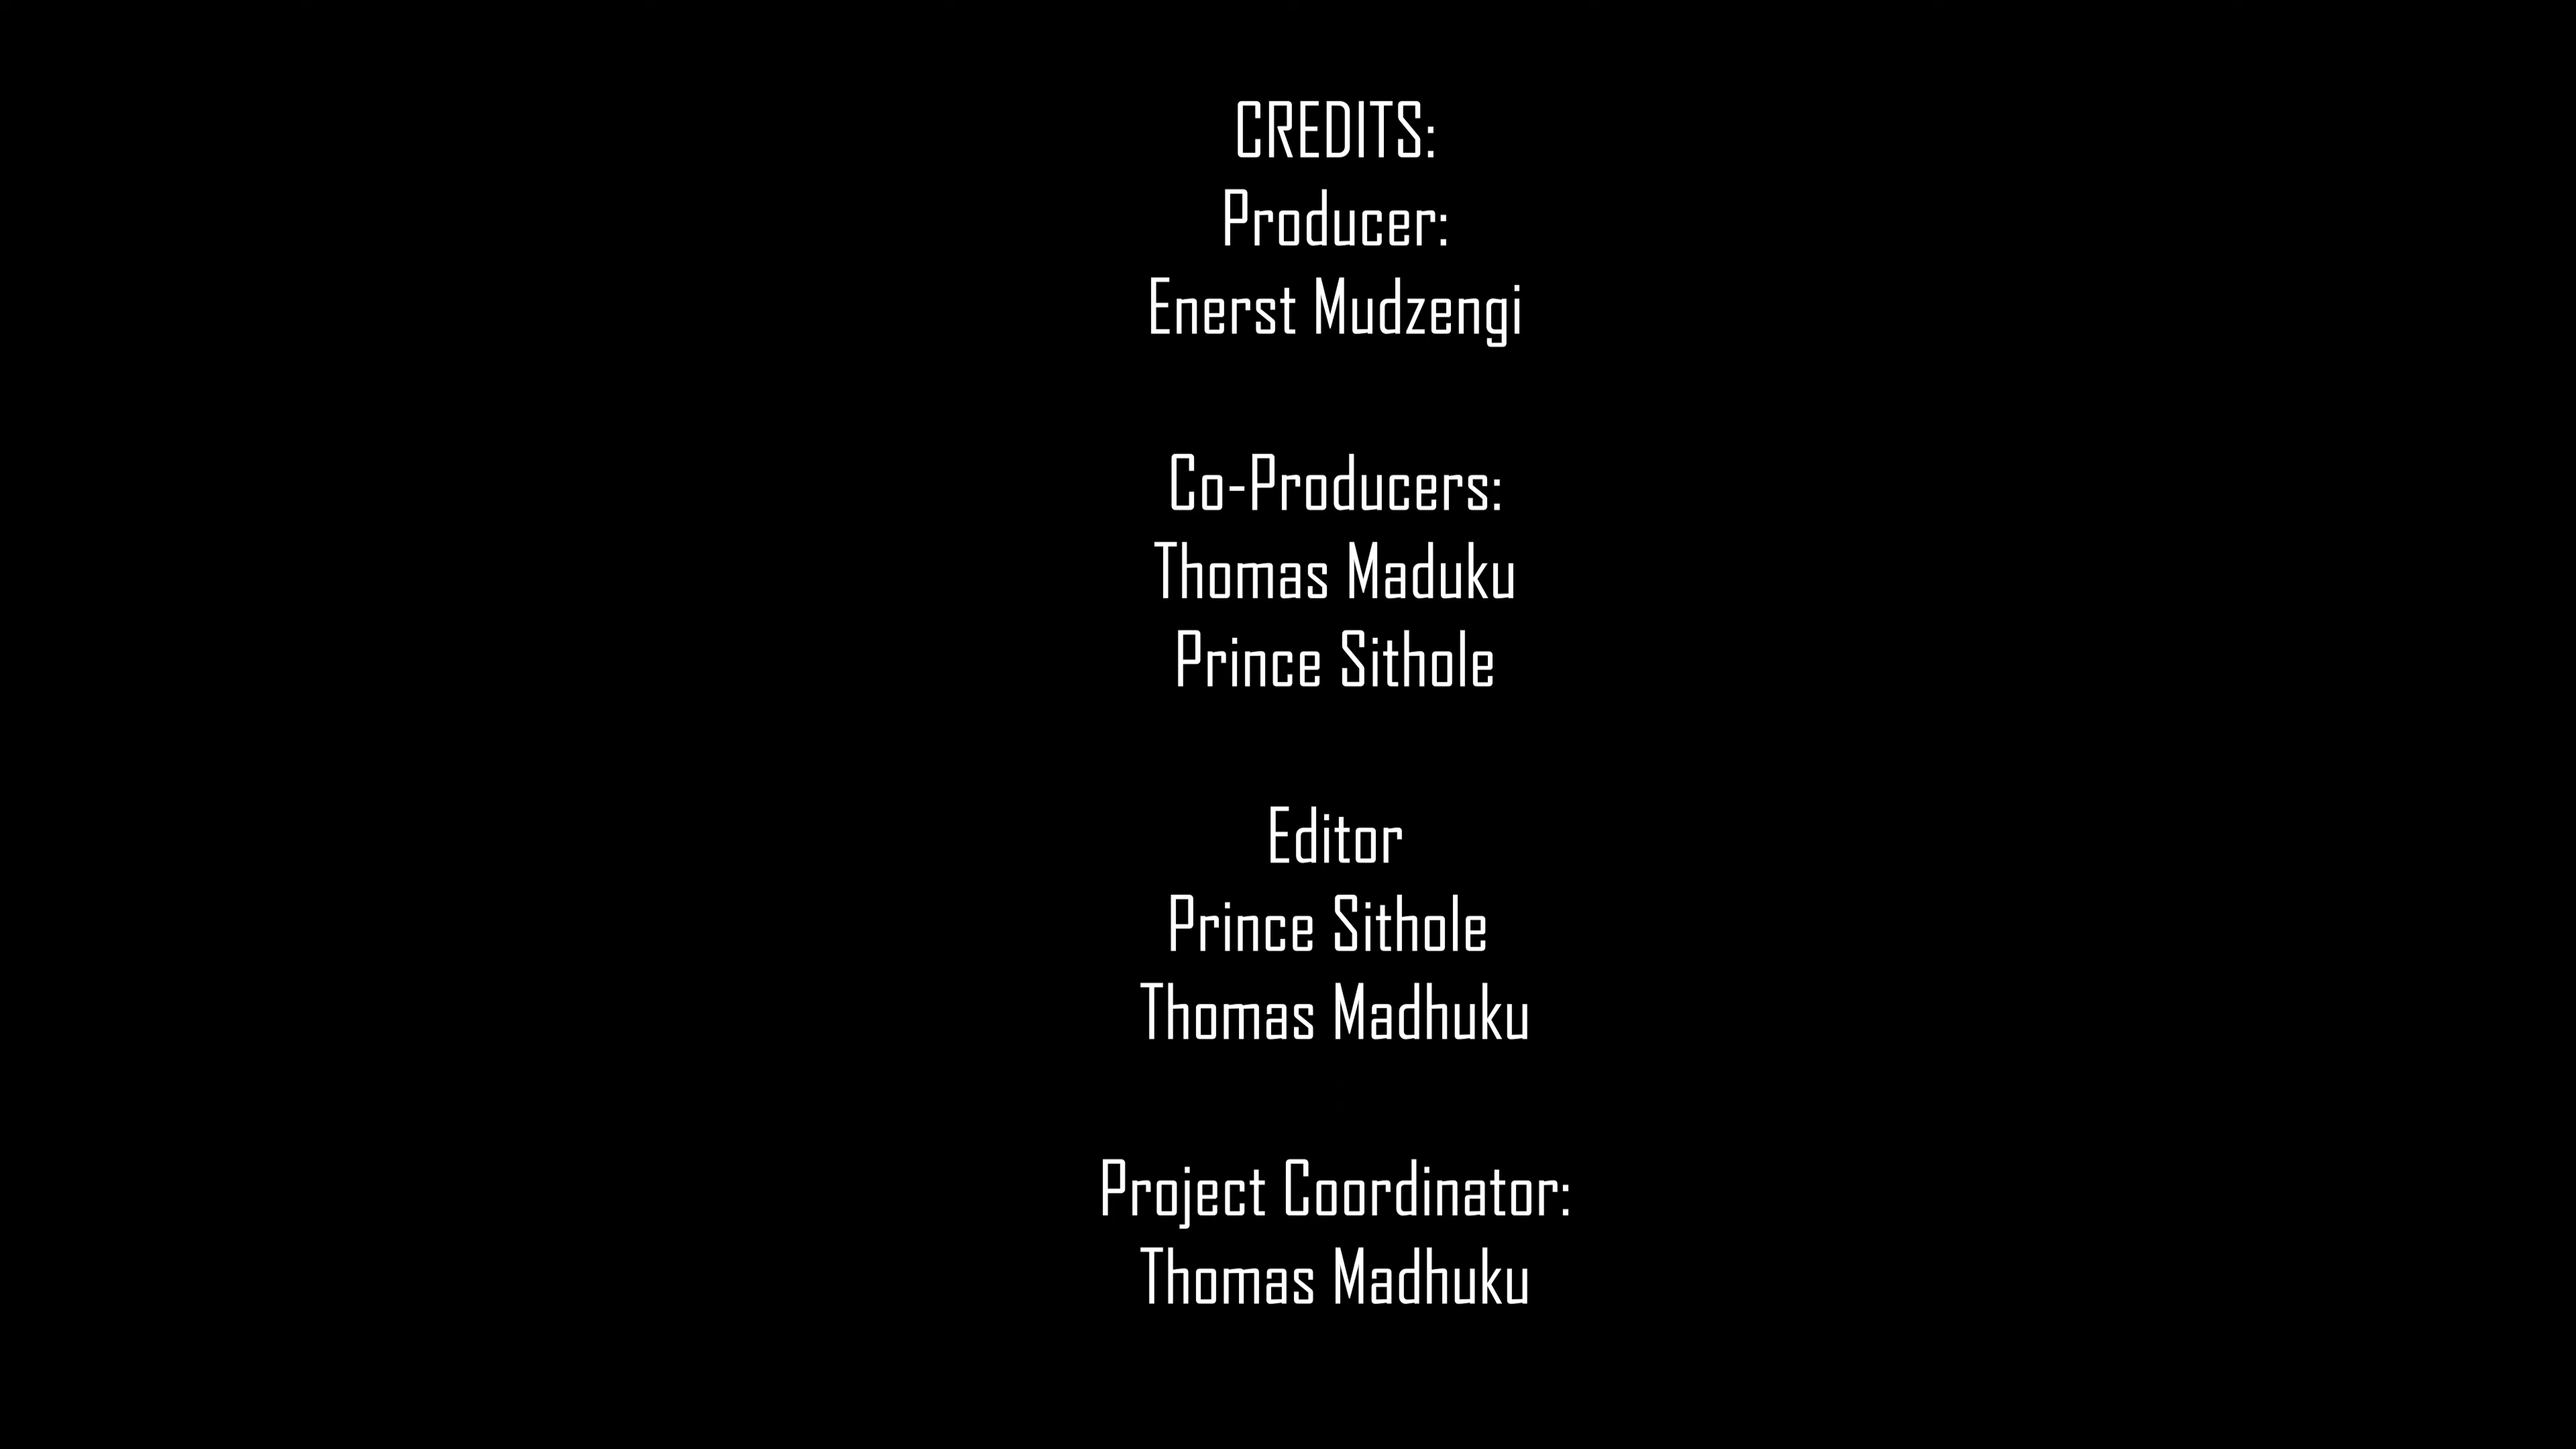 CREDITS:
Producer:
Enerst Mudzengi
Co-Producers:
Thomas Maduku
Prince Sithole
Editor
Prince Sithole
Thomas Madhuku
Project Coordinator:
Thomas Madhuku